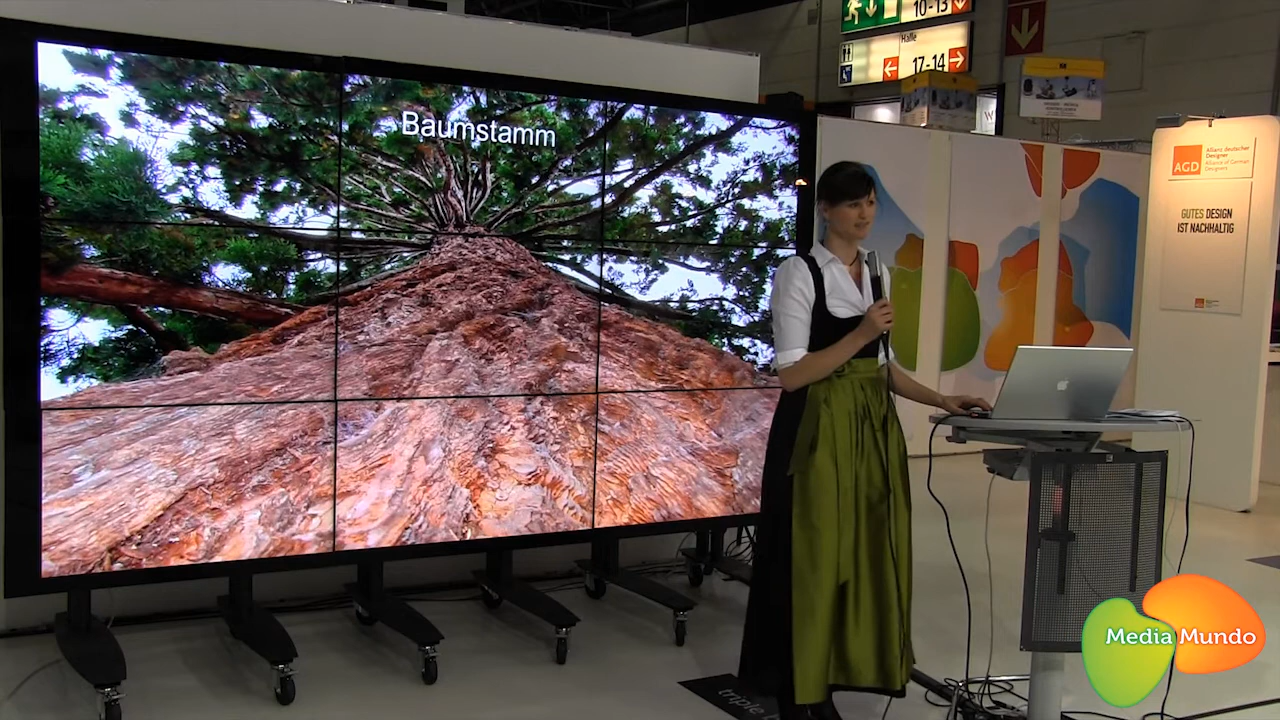 10-13
Halle
17-14
Baumstamm
AGD
Allianz deutscher
Designer
Alliance of German
Designers
GUTES DESIGN
IST NACHHALTIG
triple
Media Mundo